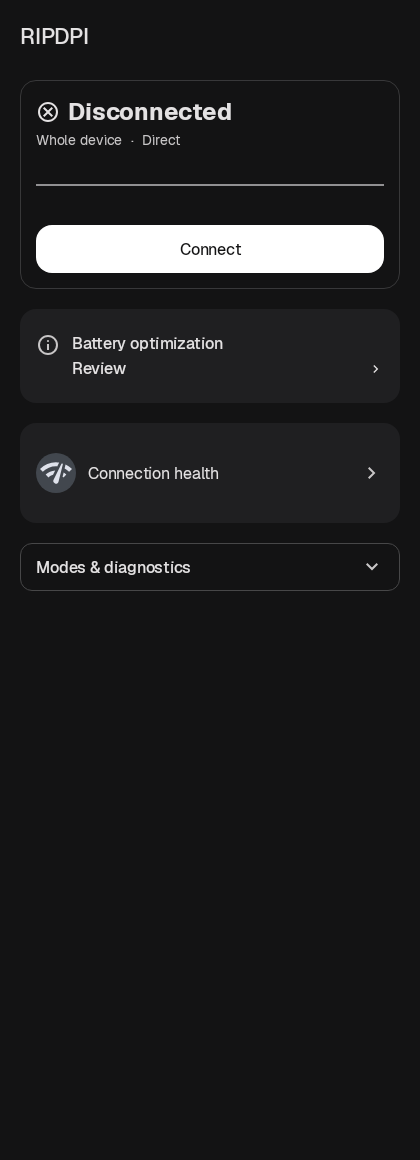 RIPDPI
Disconnected
Whole device · Direct
Connect
Battery optimization
Review
Connection health
Modes & diagnostics